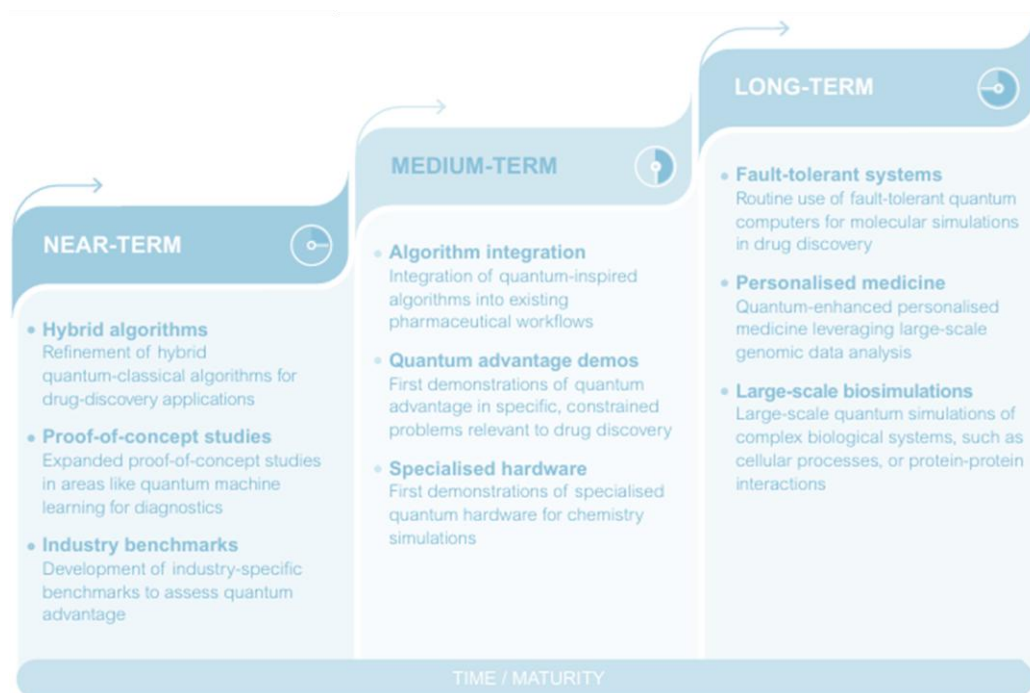 NEAR-TERM
• Hybrid algorithms
Refinement of hybrid
quantum-classical algorithms for
drug-discovery applications
• Proof-of-concept studies
Expanded proof-of-concept studies
in areas like quantum machine
learning for diagnostics
• Industry benchmarks
Development of industry-specific
benchmarks to assess quantum
advantage
MEDIUM-TERM
• Algorithm integration
Integration of quantum-inspired
algorithms into existing
pharmaceutical workflows
• Quantum advantage demos
First demonstrations of quantum
advantage in specific, constrained
problems relevant to drug discovery
• Specialised hardware
First demonstrations of specialised
quantum hardware for chemistry
simulations
LONG-TERM
• Fault-tolerant systems
Routine use of fault-tolerant quantum
computers for molecular simulations
in drug discovery
• Personalised medicine
Quantum-enhanced personalised
medicine leveraging large-scale
genomic data analysis
• Large-scale biosimulations
Large-scale quantum simulations of
complex biological systems, such as
cellular processes, or protein-protein
interactions
TIME / MATURITY